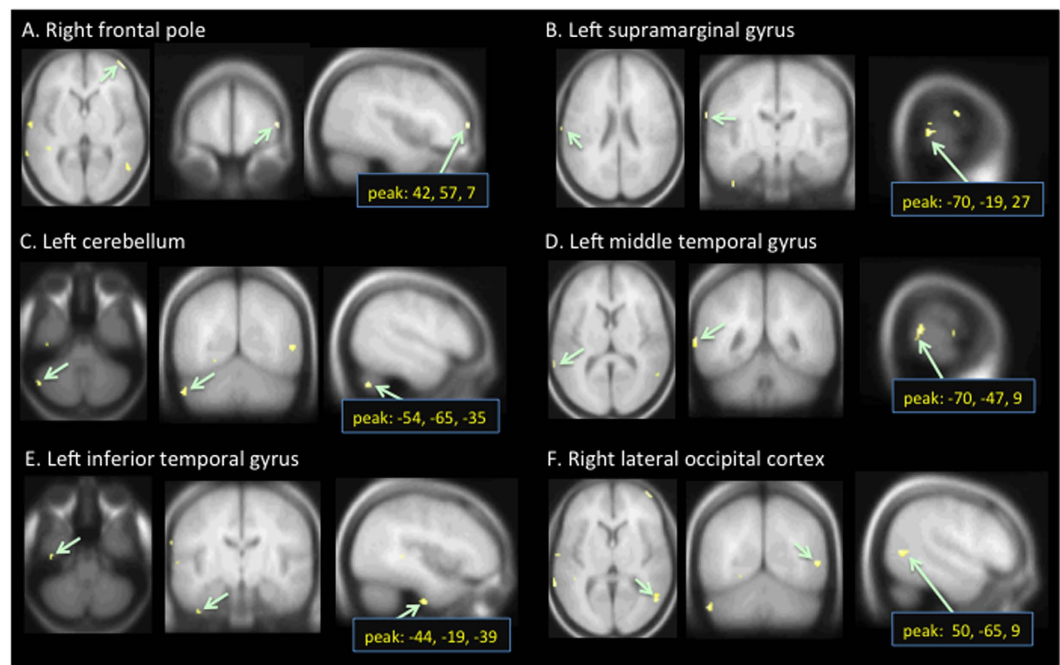 A. Right frontal pole
peak: 42, 57, 7
B. Left supramarginal gyrus
peak: -70, -19, 27
C. Left cerebellum
peak: -54, -65, -35
D. Left middle temporal gyrus
peak: -70, -47, 9
E. Left inferior temporal gyrus
peak: -44, -19, -39
F. Right lateral occipital cortex
peak: 50, -65, 9